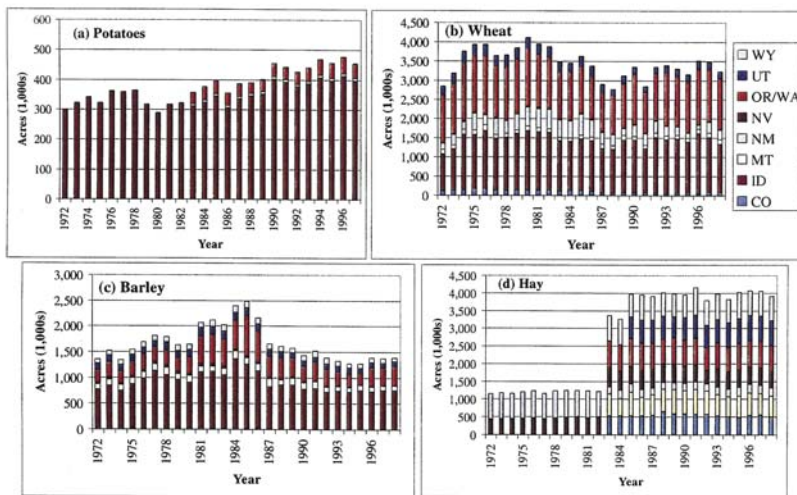 (a) Potatoes
Acres (1,000s)
600
500
400
300
200
100
0
1972 1974 1976 1978 1980 1982 1984 1986 1988 1990 1992 1994 1996
Year
(b) Wheat
Acres (1,000s)
4,500
4,000
3,500
3,000
2,500
2,000
1,500
1,000
500
0
1972 1975 1978 1981 1984 1987 1990 1993 1996
Year
WY
UT
OR/WA
NV
NM
MT
ID
CO
(c) Barley
Acres (1,000s)
3,000
2,500
2,000
1,500
1,000
500
0
1972 1975 1978 1981 1984 1987 1990 1993 1996
Year
(d) Hay
Acres (1,000s)
4,500
4,000
3,500
3,000
2,500
2,000
1,500
1,000
500
0
1972 1975 1978 1981 1984 1987 1990 1993 1996
Year